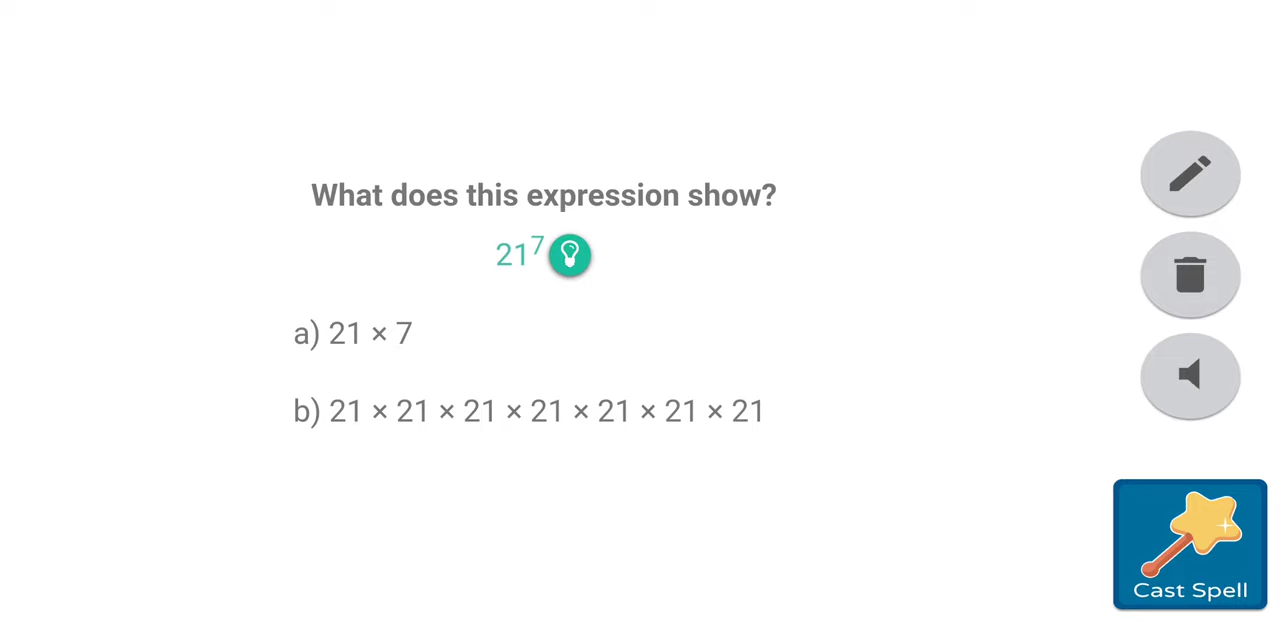 What does this expression show?
21⁷
a) 21 × 7
b) 21 × 21 × 21 × 21 × 21 × 21 × 21
Cast Spell